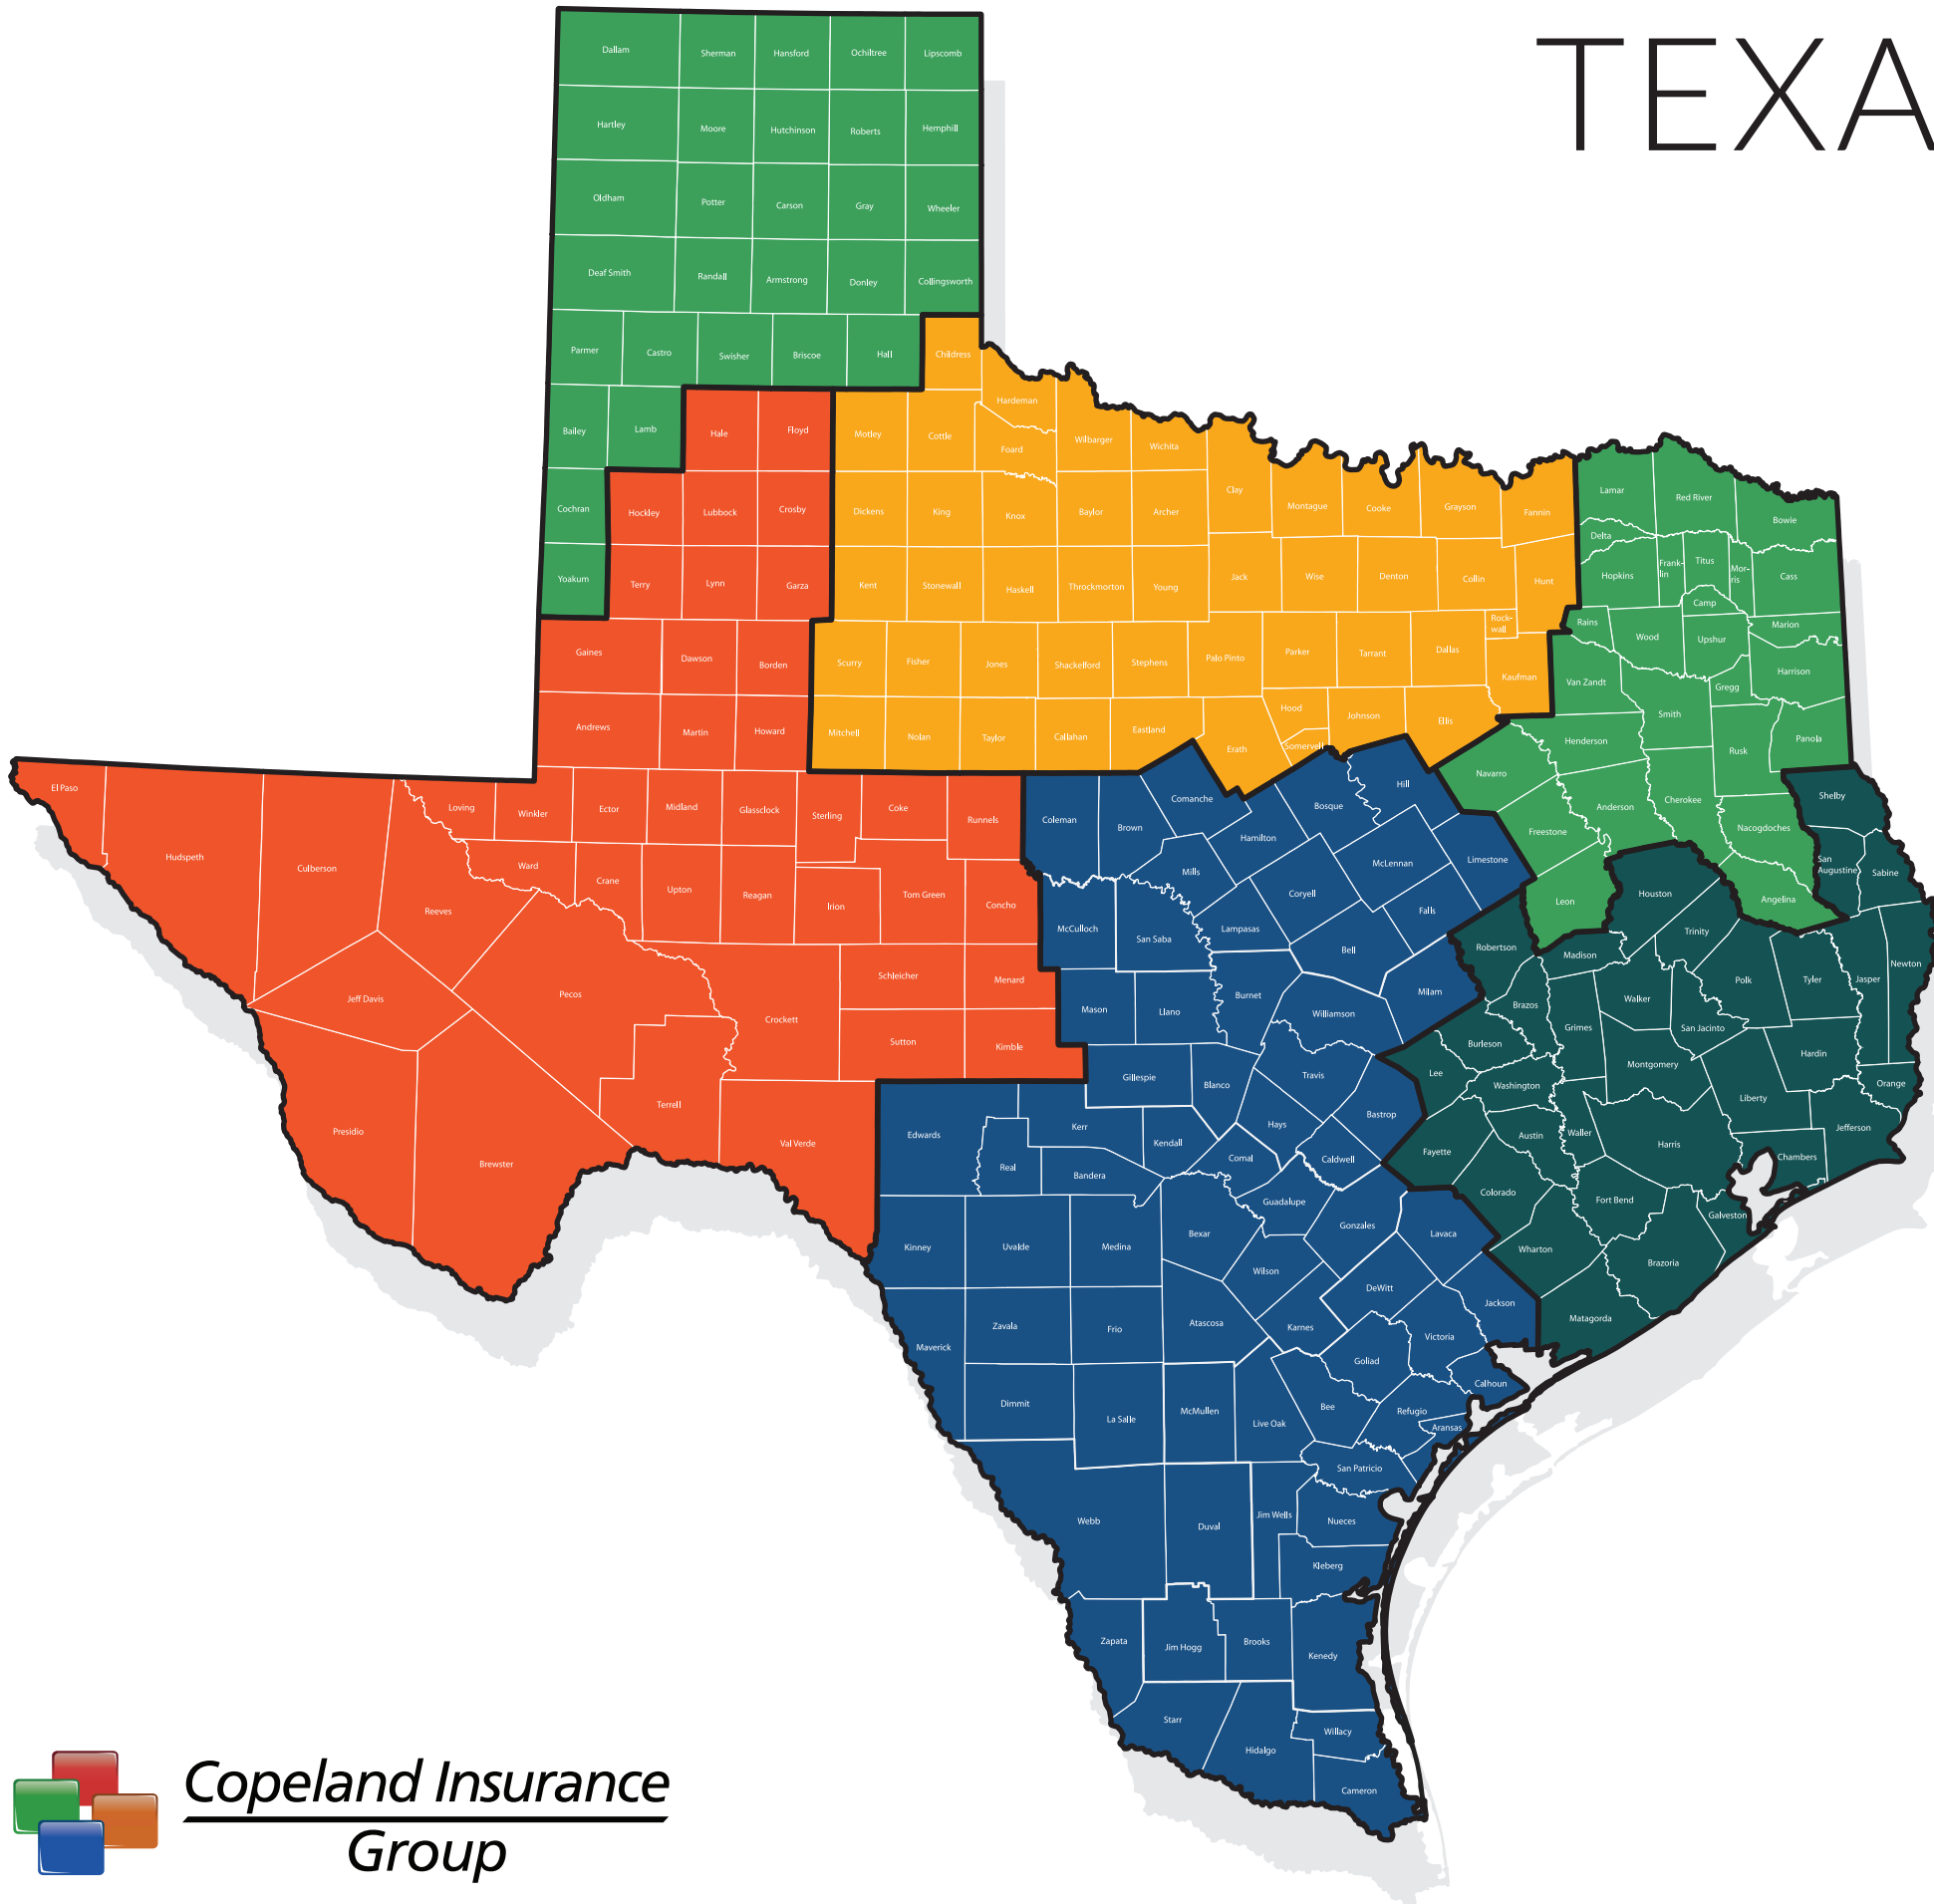 TEXA
Dallam
Sherman
Hansford
Ochiltree
Lipscomb
Hartley
Moore
Hutchinson
Roberts
Hemphill
Oldham
Potter
Carson
Gray
Wheeler
Deaf Smith
Randall
Armstrong
Donley
Collingsworth
Parmer
Castro
Swisher
Briscoe
Hall
Childress
Bailey
Lamb
Hale
Floyd
Motley
Cottle
Hardeman
Foard
Wilbarger
Wichita
Cochran
Hockley
Lubbock
Crosby
Dickens
King
Knox
Baylor
Archer
Clay
Montague
Cooke
Grayson
Fannin
Lamar
Red River
Bowie
Delta
Yoakum
Terry
Lynn
Garza
Kent
Stonewall
Haskell
Throckmorton
Young
Jack
Wise
Denton
Collin
Hunt
Hopkins
Frank-
lin
Titus
Mor-
ris
Cass
Camp
Gaines
Dawson
Borden
Scurry
Fisher
Jones
Shackelford
Stephens
Palo Pinto
Parker
Tarrant
Dallas
Rock-
wall
Kaufman
Rains
Wood
Upshur
Marion
Harrison
Van Zandt
Gregg
Smith
Andrews
Martin
Howard
Mitchell
Nolan
Taylor
Callahan
Eastland
Erath
Hood
Somervell
Johnson
Ellis
Henderson
Rusk
Panola
Navarro
El Paso
Hudspeth
Culberson
Reeves
Loving
Winkler
Ector
Midland
Glassclock
Sterling
Coke
Runnels
Coleman
Brown
Comanche
Hamilton
Bosque
Hill
Freestone
Anderson
Cherokee
Nacogdoches
Shelby
Ward
Crane
Upton
Reagan
Irion
Tom Green
Concho
Mills
Coryell
McLennan
Limestone
Leon
Houston
Angelina
San
Augustine
Sabine
McCulloch
San Saba
Lampasas
Bell
Falls
Robertson
Madison
Trinity
Jeff Davis
Pecos
Crockett
Schleicher
Menard
Mason
Llano
Burnet
Williamson
Milam
Brazos
Grimes
Walker
San Jacinto
Polk
Tyler
Jasper
Newton
Sutton
Kimble
Gillespie
Blanco
Travis
Burleson
Lee
Washington
Montgomery
Hardin
Liberty
Orange
Presidio
Brewster
Terrell
Val Verde
Edwards
Kerr
Real
Bandera
Kendall
Hays
Comal
Caldwell
Bastrop
Fayette
Austin
Waller
Harris
Jefferson
Chambers
Kinney
Uvalde
Medina
Bexar
Guadalupe
Gonzales
Lavaca
Colorado
Fort Bend
Galveston
Wharton
Brazoria
Wilson
DeWitt
Jackson
Matagorda
Maverick
Zavala
Frio
Atascosa
Karnes
Victoria
Goliad
Calhoun
Dimmit
La Salle
McMullen
Live Oak
Bee
Refugio
Aransas
San Patricio
Webb
Duval
Jim Wells
Nueces
Kleberg
Zapata
Jim Hogg
Brooks
Kenedy
Starr
Hidalgo
Willacy
Cameron
Copeland Insurance
Group